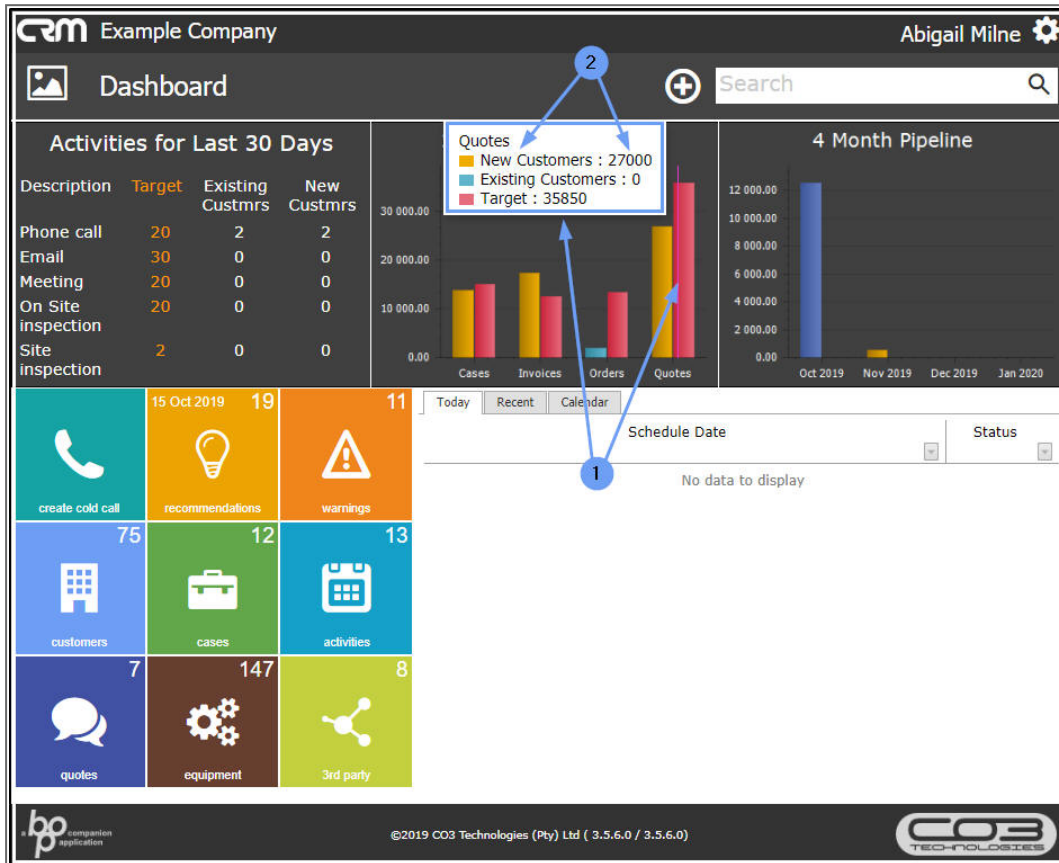 CRM Example Company
Abigail Milne
Dashboard
Search
2
Activities for Last 30 Days
Description Target Existing Custmrs New Custmrs
Phone call 20 2 2
Email 30 0 0
Meeting 20 0 0
On Site inspection 20 0 0
Site inspection 2 0 0
Quotes
New Customers : 27000
Existing Customers : 0
Target : 35850
30 000.00
20 000.00
10 000.00
0.00
Cases Invoices Orders Quotes
4 Month Pipeline
12 000.00
10 000.00
8 000.00
6 000.00
4 000.00
2 000.00
0.00
Oct 2019 Nov 2019 Dec 2019 Jan 2020
create cold call
15 Oct 2019 19
recommendations
11
warnings
75
customers
12
cases
13
activities
7
quotes
147
equipment
8
3rd party
Today Recent Calendar
Schedule Date Status
1
No data to display
a bpo companion application
©2019 CO3 Technologies (Pty) Ltd ( 3.5.6.0 / 3.5.6.0)
CO3
TECHNOLOGIES